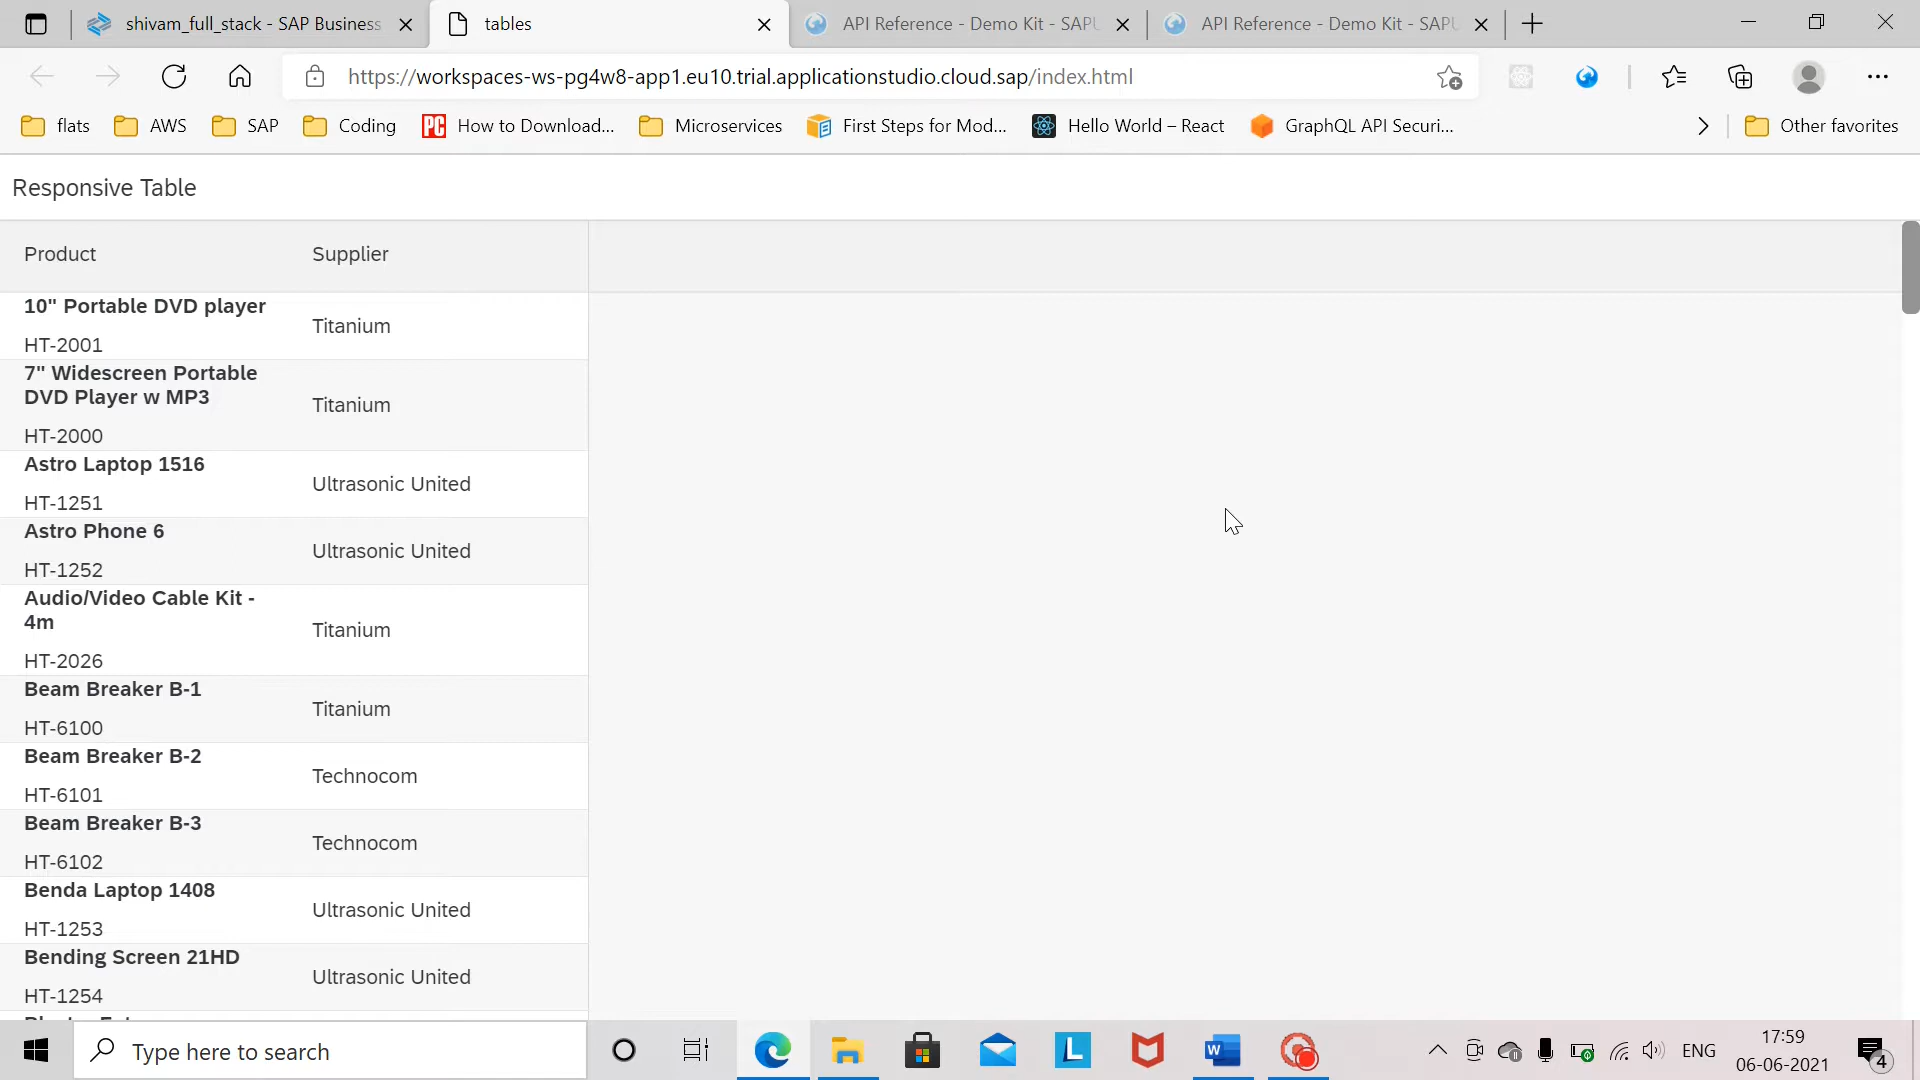 shivam_full_stack - SAP Business
tables
API Reference - Demo Kit - SAPU
API Reference - Demo Kit - SAPU
https://workspaces-ws-pg4w8-app1.eu10.trial.applicationstudio.cloud.sap/index.html
flats
AWS
SAP
Coding
PC
How to Download...
Microservices
First Steps for Mod...
Hello World – React
GraphQL API Securi...
Other favorites
Responsive Table
Product
Supplier
10" Portable DVD player
HT-2001
Titanium
7" Widescreen Portable
DVD Player w MP3
HT-2000
Titanium
Astro Laptop 1516
HT-1251
Ultrasonic United
Astro Phone 6
HT-1252
Ultrasonic United
Audio/Video Cable Kit -
4m
HT-2026
Titanium
Beam Breaker B-1
HT-6100
Titanium
Beam Breaker B-2
HT-6101
Technocom
Beam Breaker B-3
HT-6102
Technocom
Benda Laptop 1408
HT-1253
Ultrasonic United
Bending Screen 21HD
HT-1254
Ultrasonic United
Type here to search
L
W
ENG
17:59
06-06-2021
4